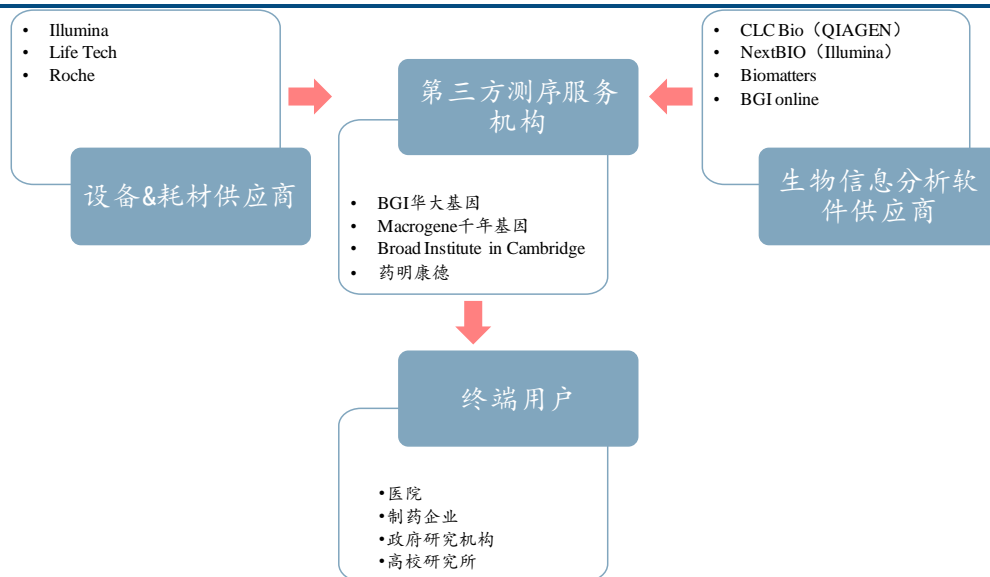 • Illumina
• Life Tech
• Roche
设备&耗材供应商
第三方测序服务
机构
• BGI华大基因
• Macrogene千年基因
• Broad Institute in Cambridge
• 药明康德
• CLC Bio（QIAGEN）
• NextBIO（Illumina）
• Biomatters
• BGI online
生物信息分析软
件供应商
终端用户
•医院
•制药企业
•政府研究机构
•高校研究所